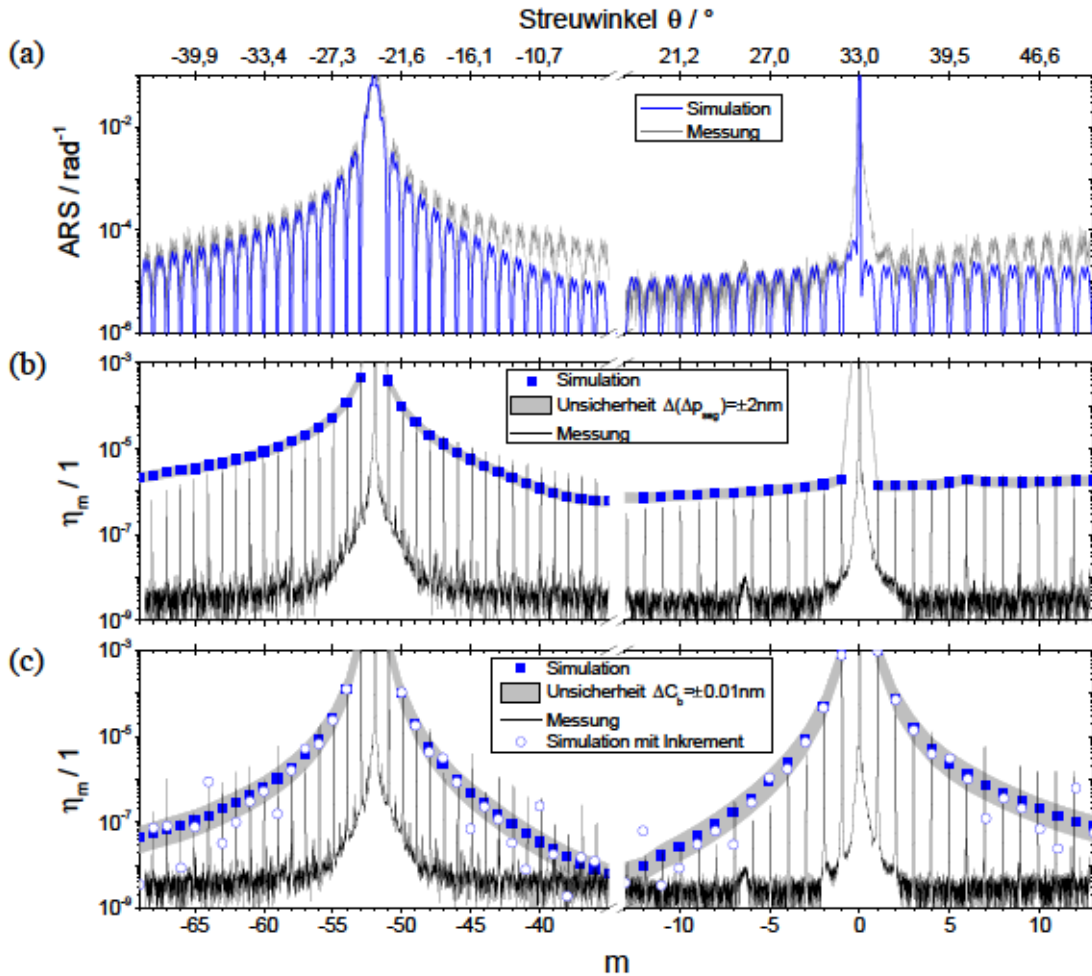 Streuwinkel θ / °
(a)
-39,9 -33,4 -27,3 -21,6 -16,1 -10,7 21,2 27,0 33,0 39,5 46,6
ARS / rad⁻¹
10⁻²
10⁻⁴
10⁻⁶
Simulation
Messung
(b)
η_m / 1
10⁻³
10⁻⁵
10⁻⁷
10⁻⁹
Simulation
Unsicherheit Δ(Δp_seg)=±2nm
Messung
(c)
η_m / 1
10⁻³
10⁻⁵
10⁻⁷
10⁻⁹
Simulation
Unsicherheit ΔC_b=±0.01nm
Messung
Simulation mit Inkrement
-65 -60 -55 -50 -45 -40 -10 -5 0 5 10
m